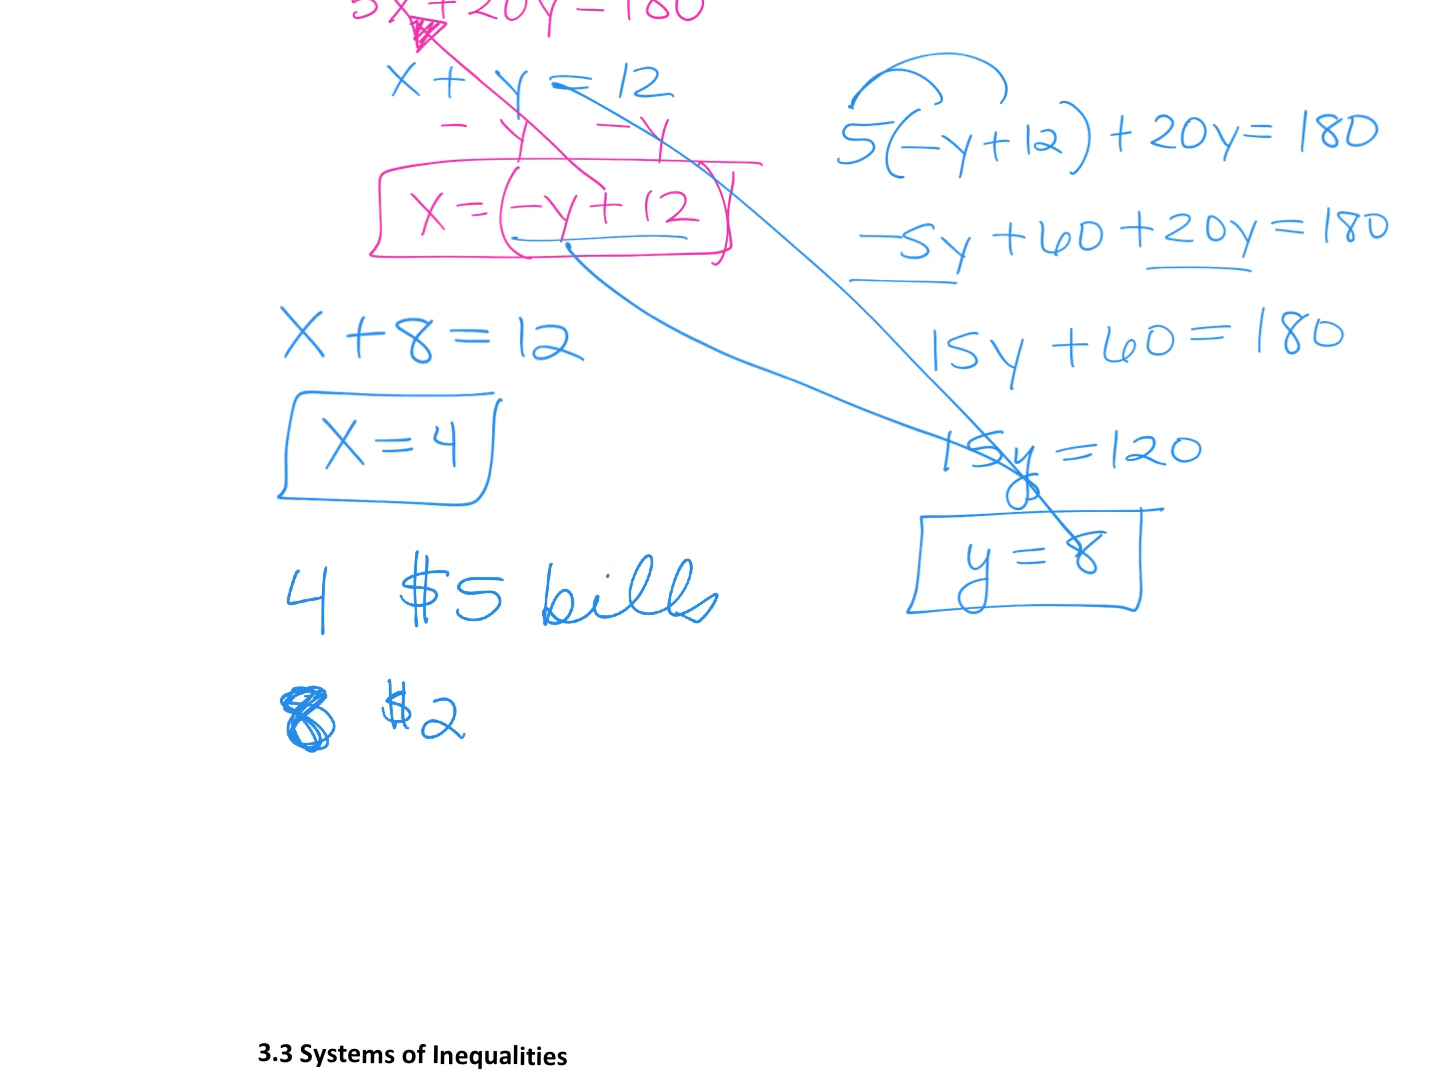 5x + 20y = 180
x + y = 12
- y - y
x = (-y + 12)
x + 8 = 12
x = 4
4 $5 bills
8 $2
5(-y + 12) + 20y = 180
-5y + 60 + 20y = 180
15y + 60 = 180
15y = 120
y = 8
3.3 Systems of Inequalities